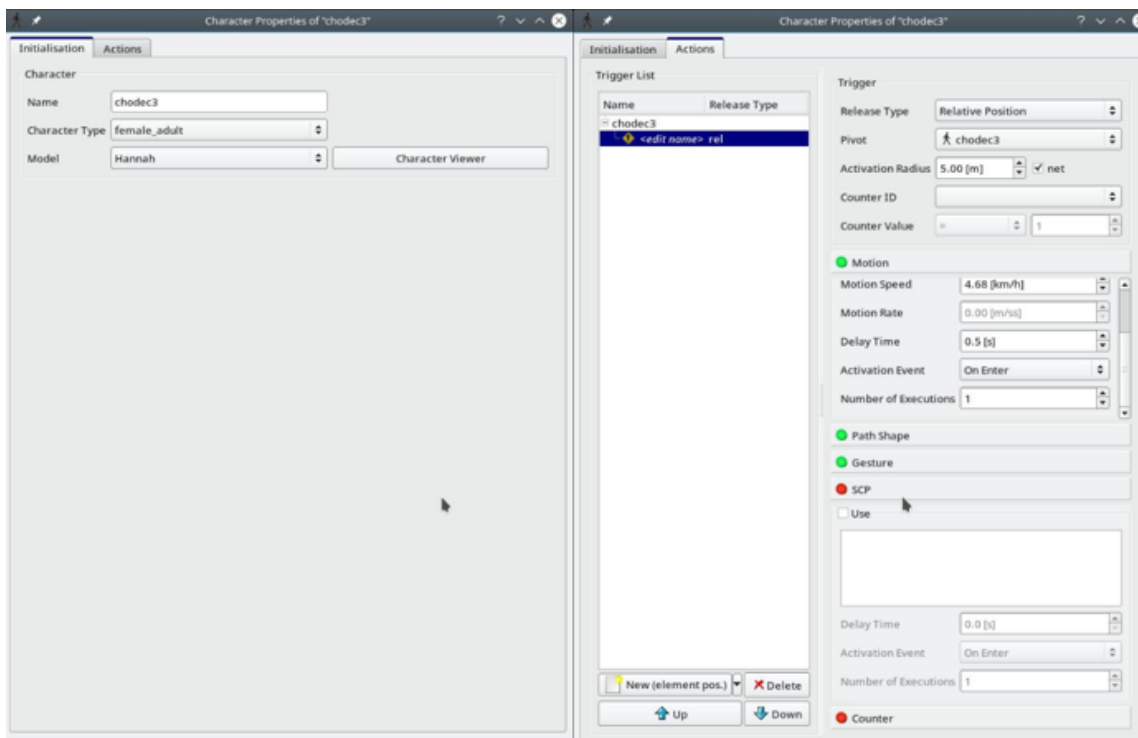 Character Properties of "chodec3"
Initialisation Actions
Character
Name chodec3
Character Type female_adult
Model Hannah Character Viewer
Character Properties of "chodec3"
Initialisation Actions
Trigger List
Name Release Type
chodec3
<edit name> rel
New (element pos.) Delete
Up Down
Trigger
Release Type Relative Position
Pivot chodec3
Activation Radius 5.00 [m] net
Counter ID
Counter Value = 1
Motion
Motion Speed 4.68 [km/h]
Motion Rate 0.00 [m/ss]
Delay Time 0.5 [s]
Activation Event On Enter
Number of Executions 1
Path Shape
Gesture
SCP
Use
Delay Time 0.0 [s]
Activation Event On Enter
Number of Executions 1
Counter